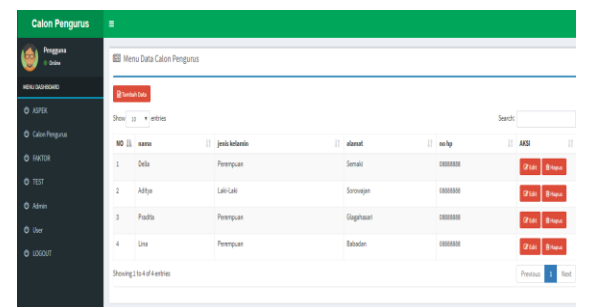 Calon Pengurus
Pengguna
Online
MENU DASHBOARD
ASPEK
Calon Pengurus
FAKTOR
TEST
Admin
User
LOGOUT
Menu Data Calon Pengurus
Tambah Data
Show 10 entries
Search:
NO nama jenis kelamin alamat no hp AKSI
1 Della Perempuan Semaki 08888888 Edit Hapus
2 Aditya Laki-Laki Sorowajan 08888888 Edit Hapus
3 Pradita Perempuan Glagahsari 08888888 Edit Hapus
4 Lina Perempuan Babadan 08888888 Edit Hapus
Showing 1 to 4 of 4 entries
Previous 1 Next